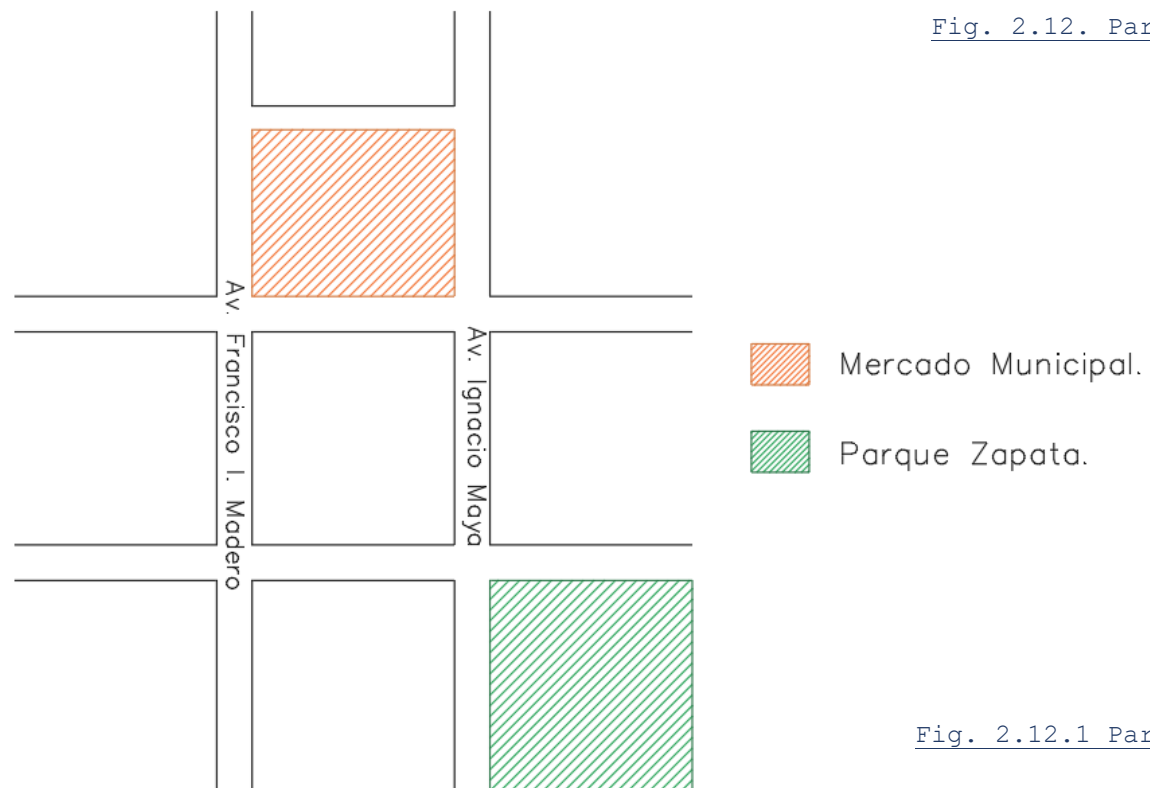 Fig. 2.12. Par
Av. Francisco I. Madero
Av. Ignacio Maya
Mercado Municipal.
Parque Zapata.
Fig. 2.12.1 Par